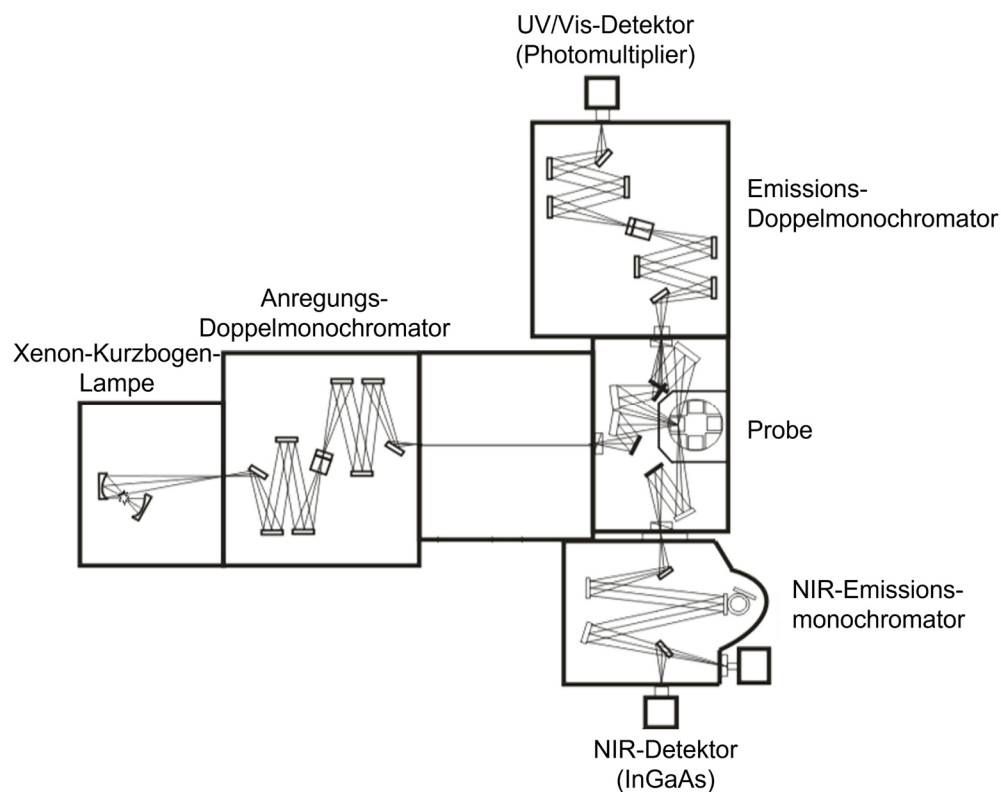 UV/Vis-Detektor
(Photomultiplier)
Emissions-
Doppelmonochromator
Anregungs-
Doppelmonochromator
Xenon-Kurzbogen-
Lampe
Probe
NIR-Emissions-
monochromator
NIR-Detektor
(InGaAs)